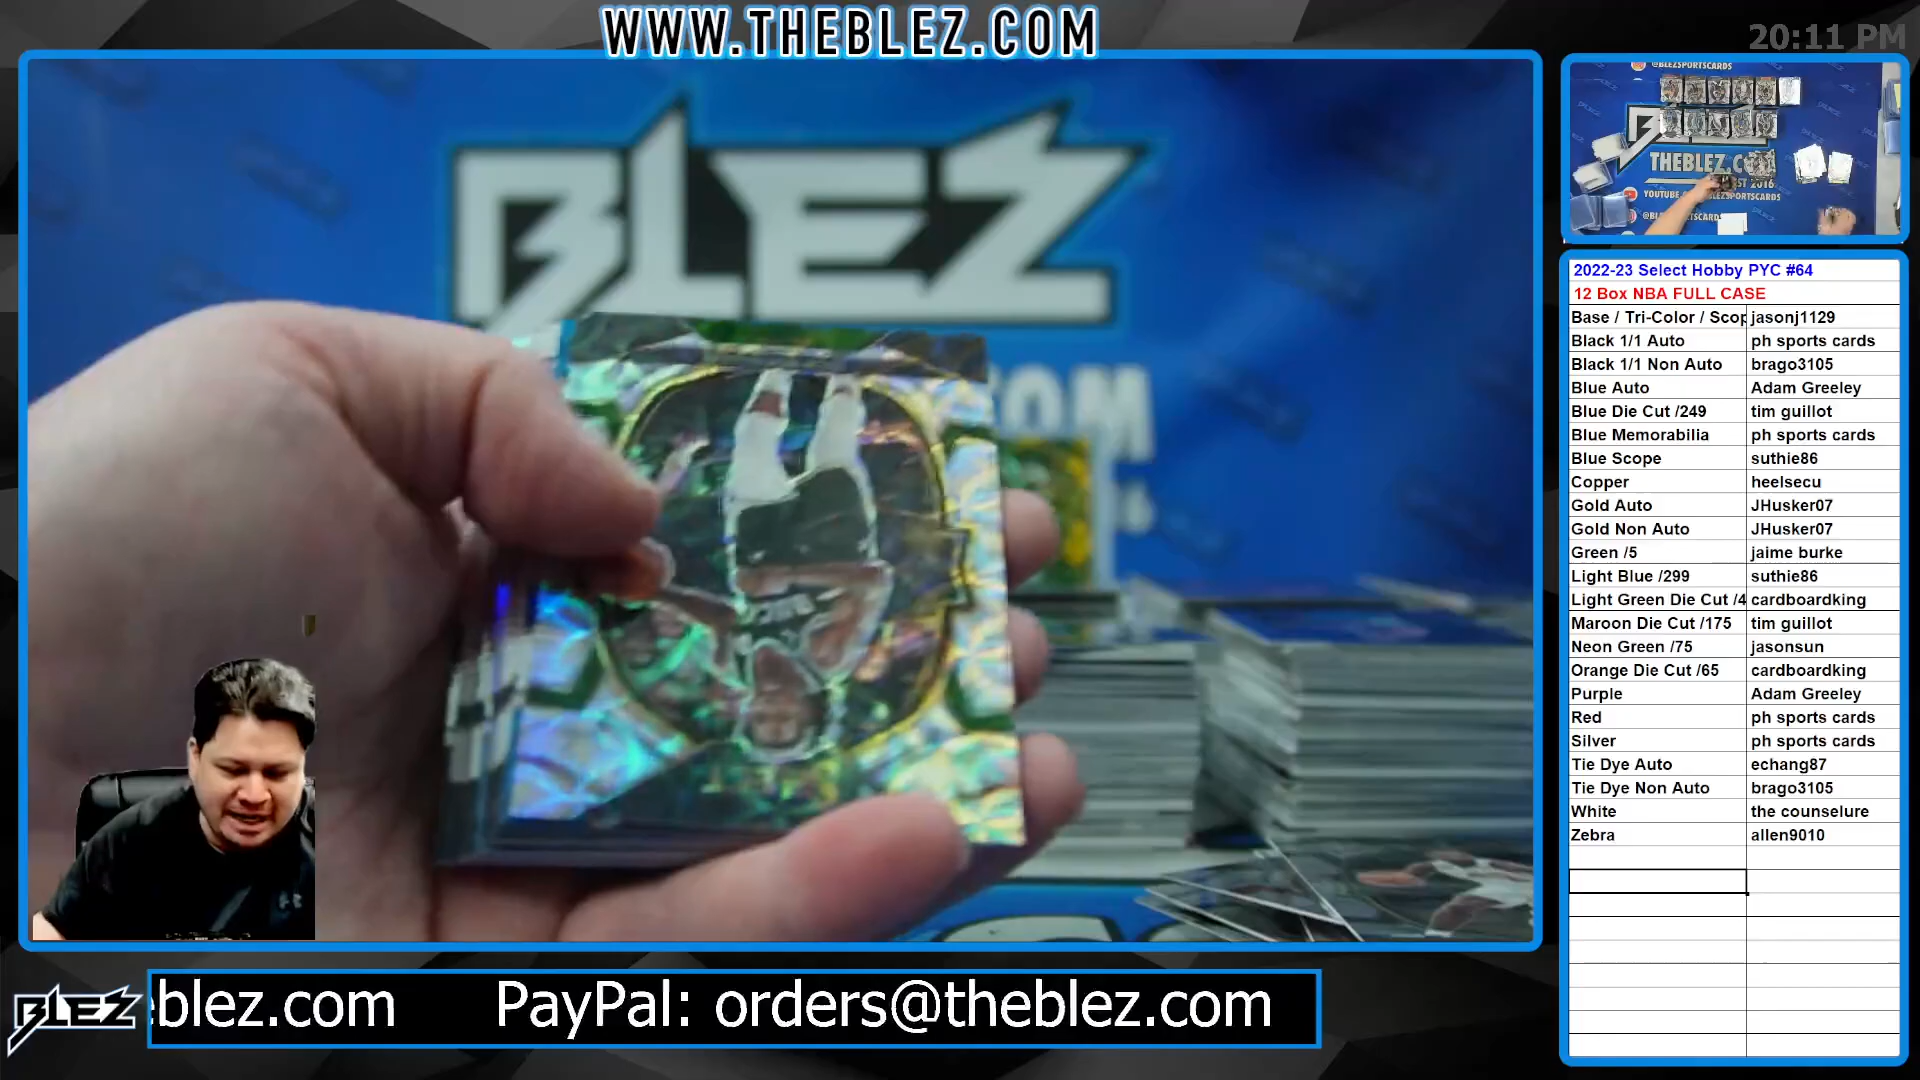 WWW.THEBLEZ.COM
20:11 PM
BLEZ
@BLEZSPORTSCARDS
THEBLEZ.C
2022-23 Select Hobby PYC #64
12 Box NBA FULL CASE
Base / Tri-Color / Scop jasonj1129
Black 1/1 Auto ph sports cards
Black 1/1 Non Auto brago3105
Blue Auto Adam Greeley
Blue Die Cut /249 tim guillot
Blue Memorabilia ph sports cards
Blue Scope suthie86
Copper heelsecu
Gold Auto JHusker07
Gold Non Auto JHusker07
Green /5 jaime burke
Light Blue /299 suthie86
Light Green Die Cut /4 cardboardking
Maroon Die Cut /175 tim guillot
Neon Green /75 jasonsun
Orange Die Cut /65 cardboardking
Purple Adam Greeley
Red ph sports cards
Silver ph sports cards
Tie Dye Auto echang87
Tie Dye Non Auto brago3105
White the counselure
Zebra allen9010
BLEZ
blez.com PayPal: orders@theblez.com